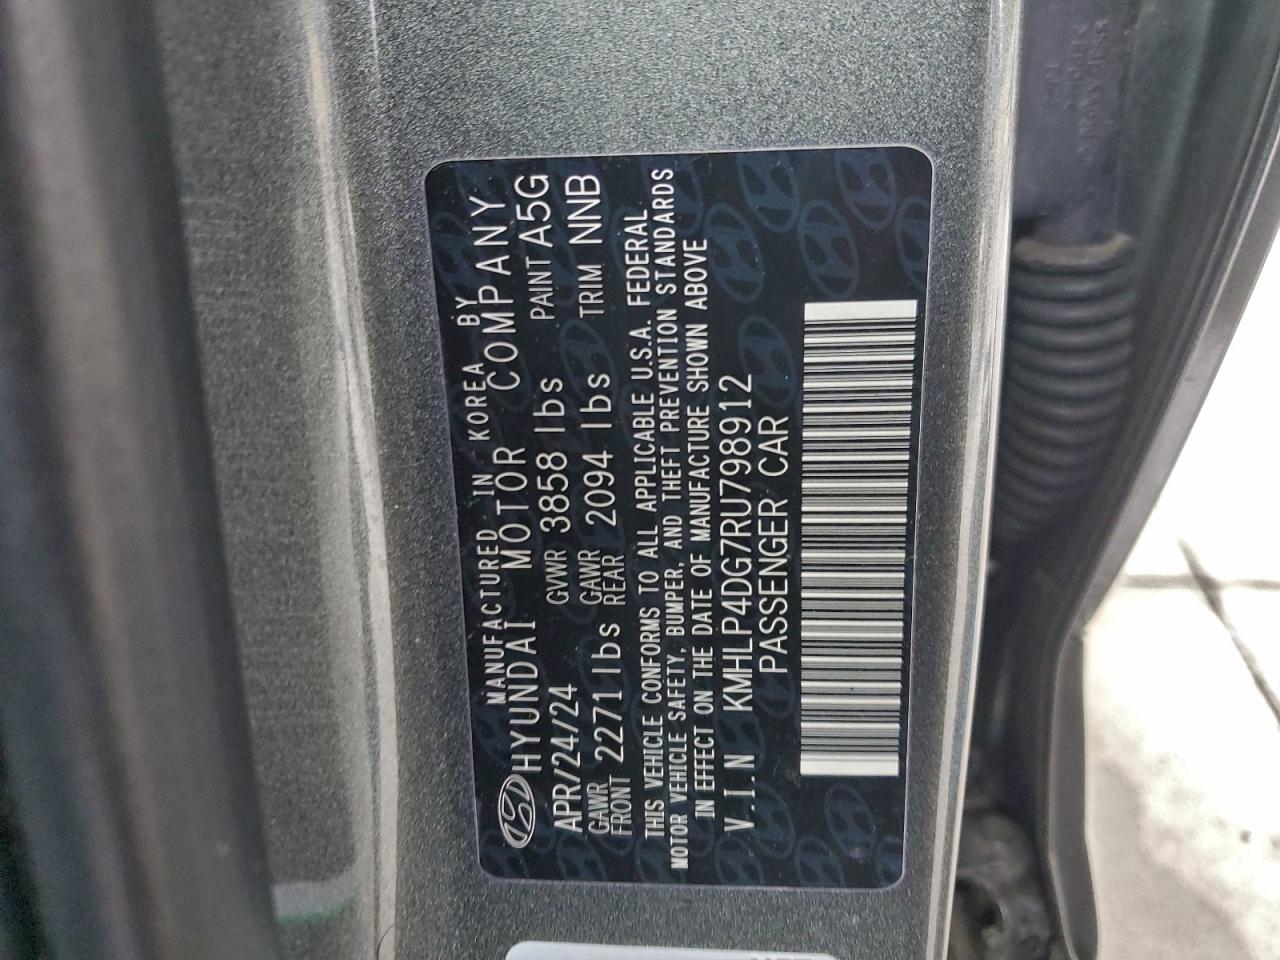 MANUFACTURED IN KOREA BY
HYUNDAI MOTOR COMPANY
APR/24/24 GVWR 3858 lbs PAINT A5G
GAWR FRONT 2271 lbs GAWR REAR 2094 lbs TRIM NNB
THIS VEHICLE CONFORMS TO ALL APPLICABLE U.S.A. FEDERAL
MOTOR VEHICLE SAFETY, BUMPER, AND THEFT PREVENTION STANDARDS
IN EFFECT ON THE DATE OF MANUFACTURE SHOWN ABOVE
V.I.N KMHLP4DG7RU798912
PASSENGER CAR